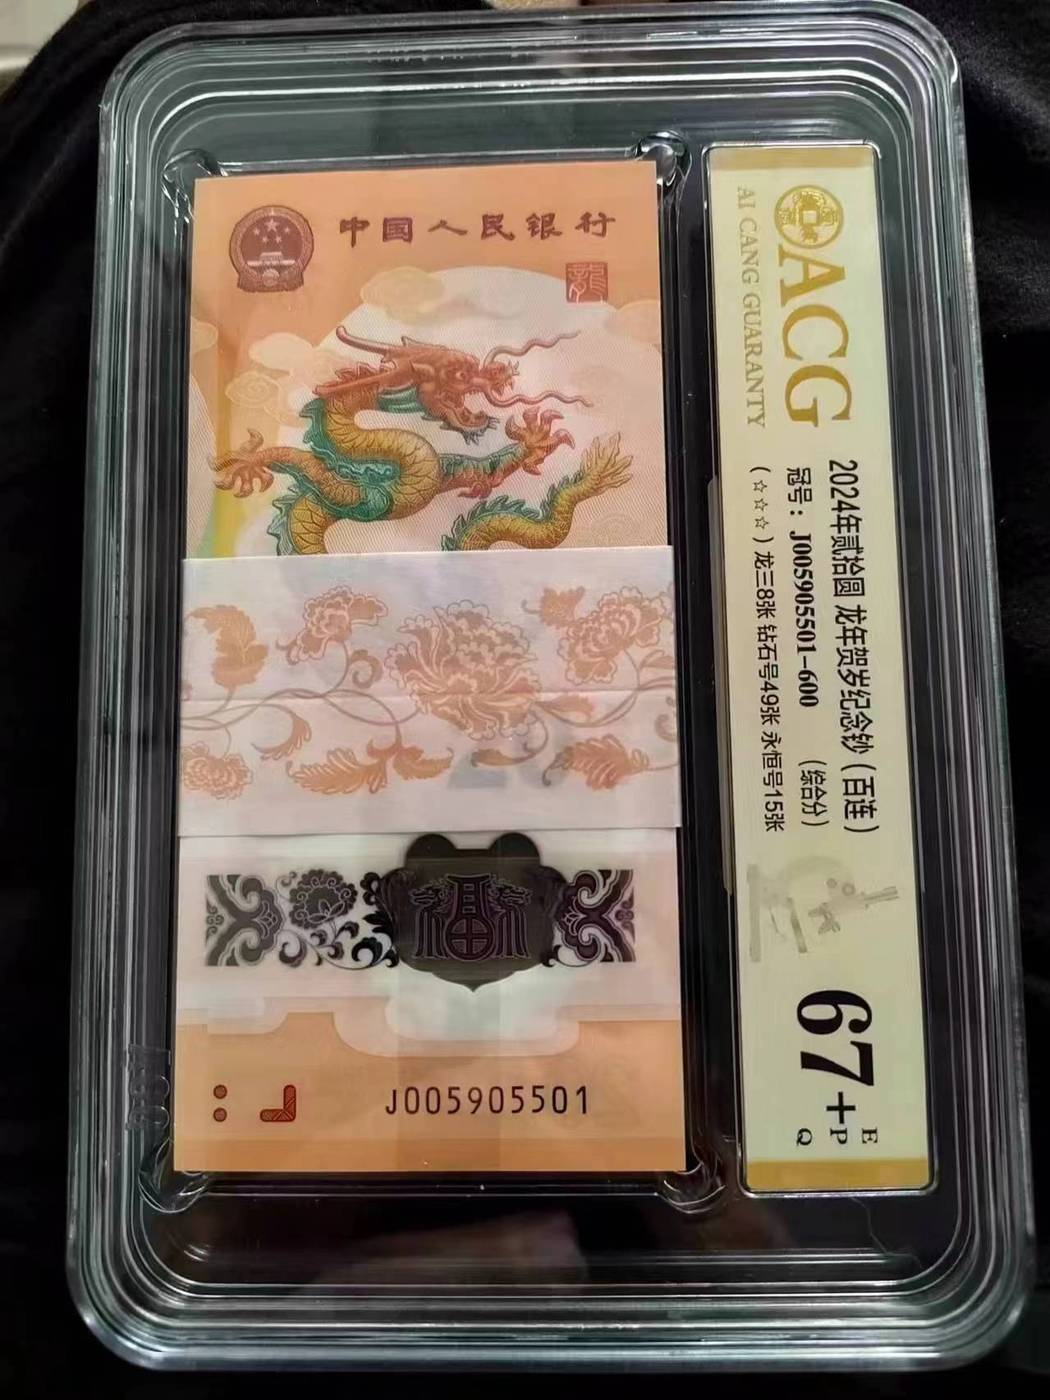 中国人民银行
龍
福
J005905501
ACG
AI CANG GUARANTY
2024年贰拾圆 龙年贺岁纪念钞（百连）
冠号：J005905501-600 （综合分）
（☆☆☆）龙三8张 钻石号49张 永恒号15张
67+
E
P
Q